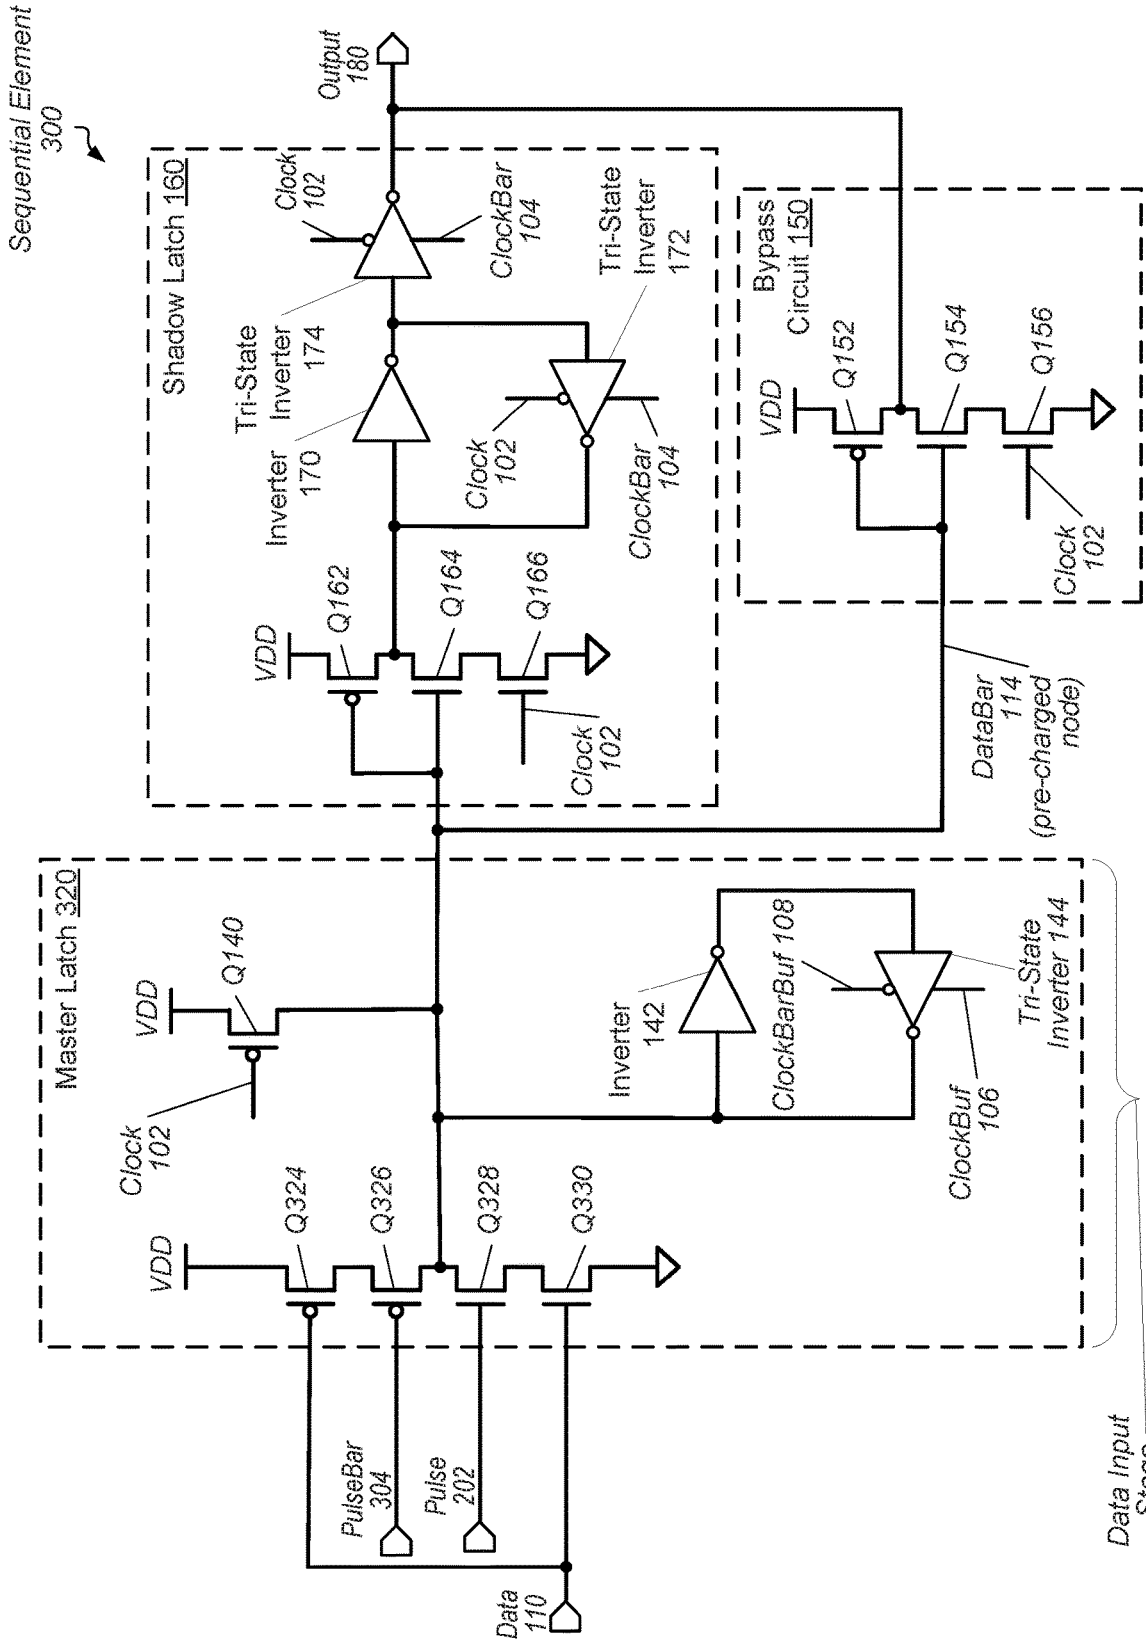 Sequential Element
300
Master Latch 320
VDD
Clock
102
Q140
VDD
Q324
Q326
Q328
Q330
PulseBar
304
Pulse
202
Data
110
Inverter
142
ClockBarBuf 108
ClockBuf
106
Tri-State
Inverter 144
Data Input
Shadow Latch 160
VDD
Q162
Q164
Q166
Clock
102
Inverter
170
Tri-State
Inverter
174
Clock
102
ClockBar
104
Clock
102
ClockBar
104
Tri-State
Inverter
172
Output
180
Bypass
Circuit 150
VDD
Q152
Q154
Q156
Clock
102
DataBar
114
(pre-charged
node)